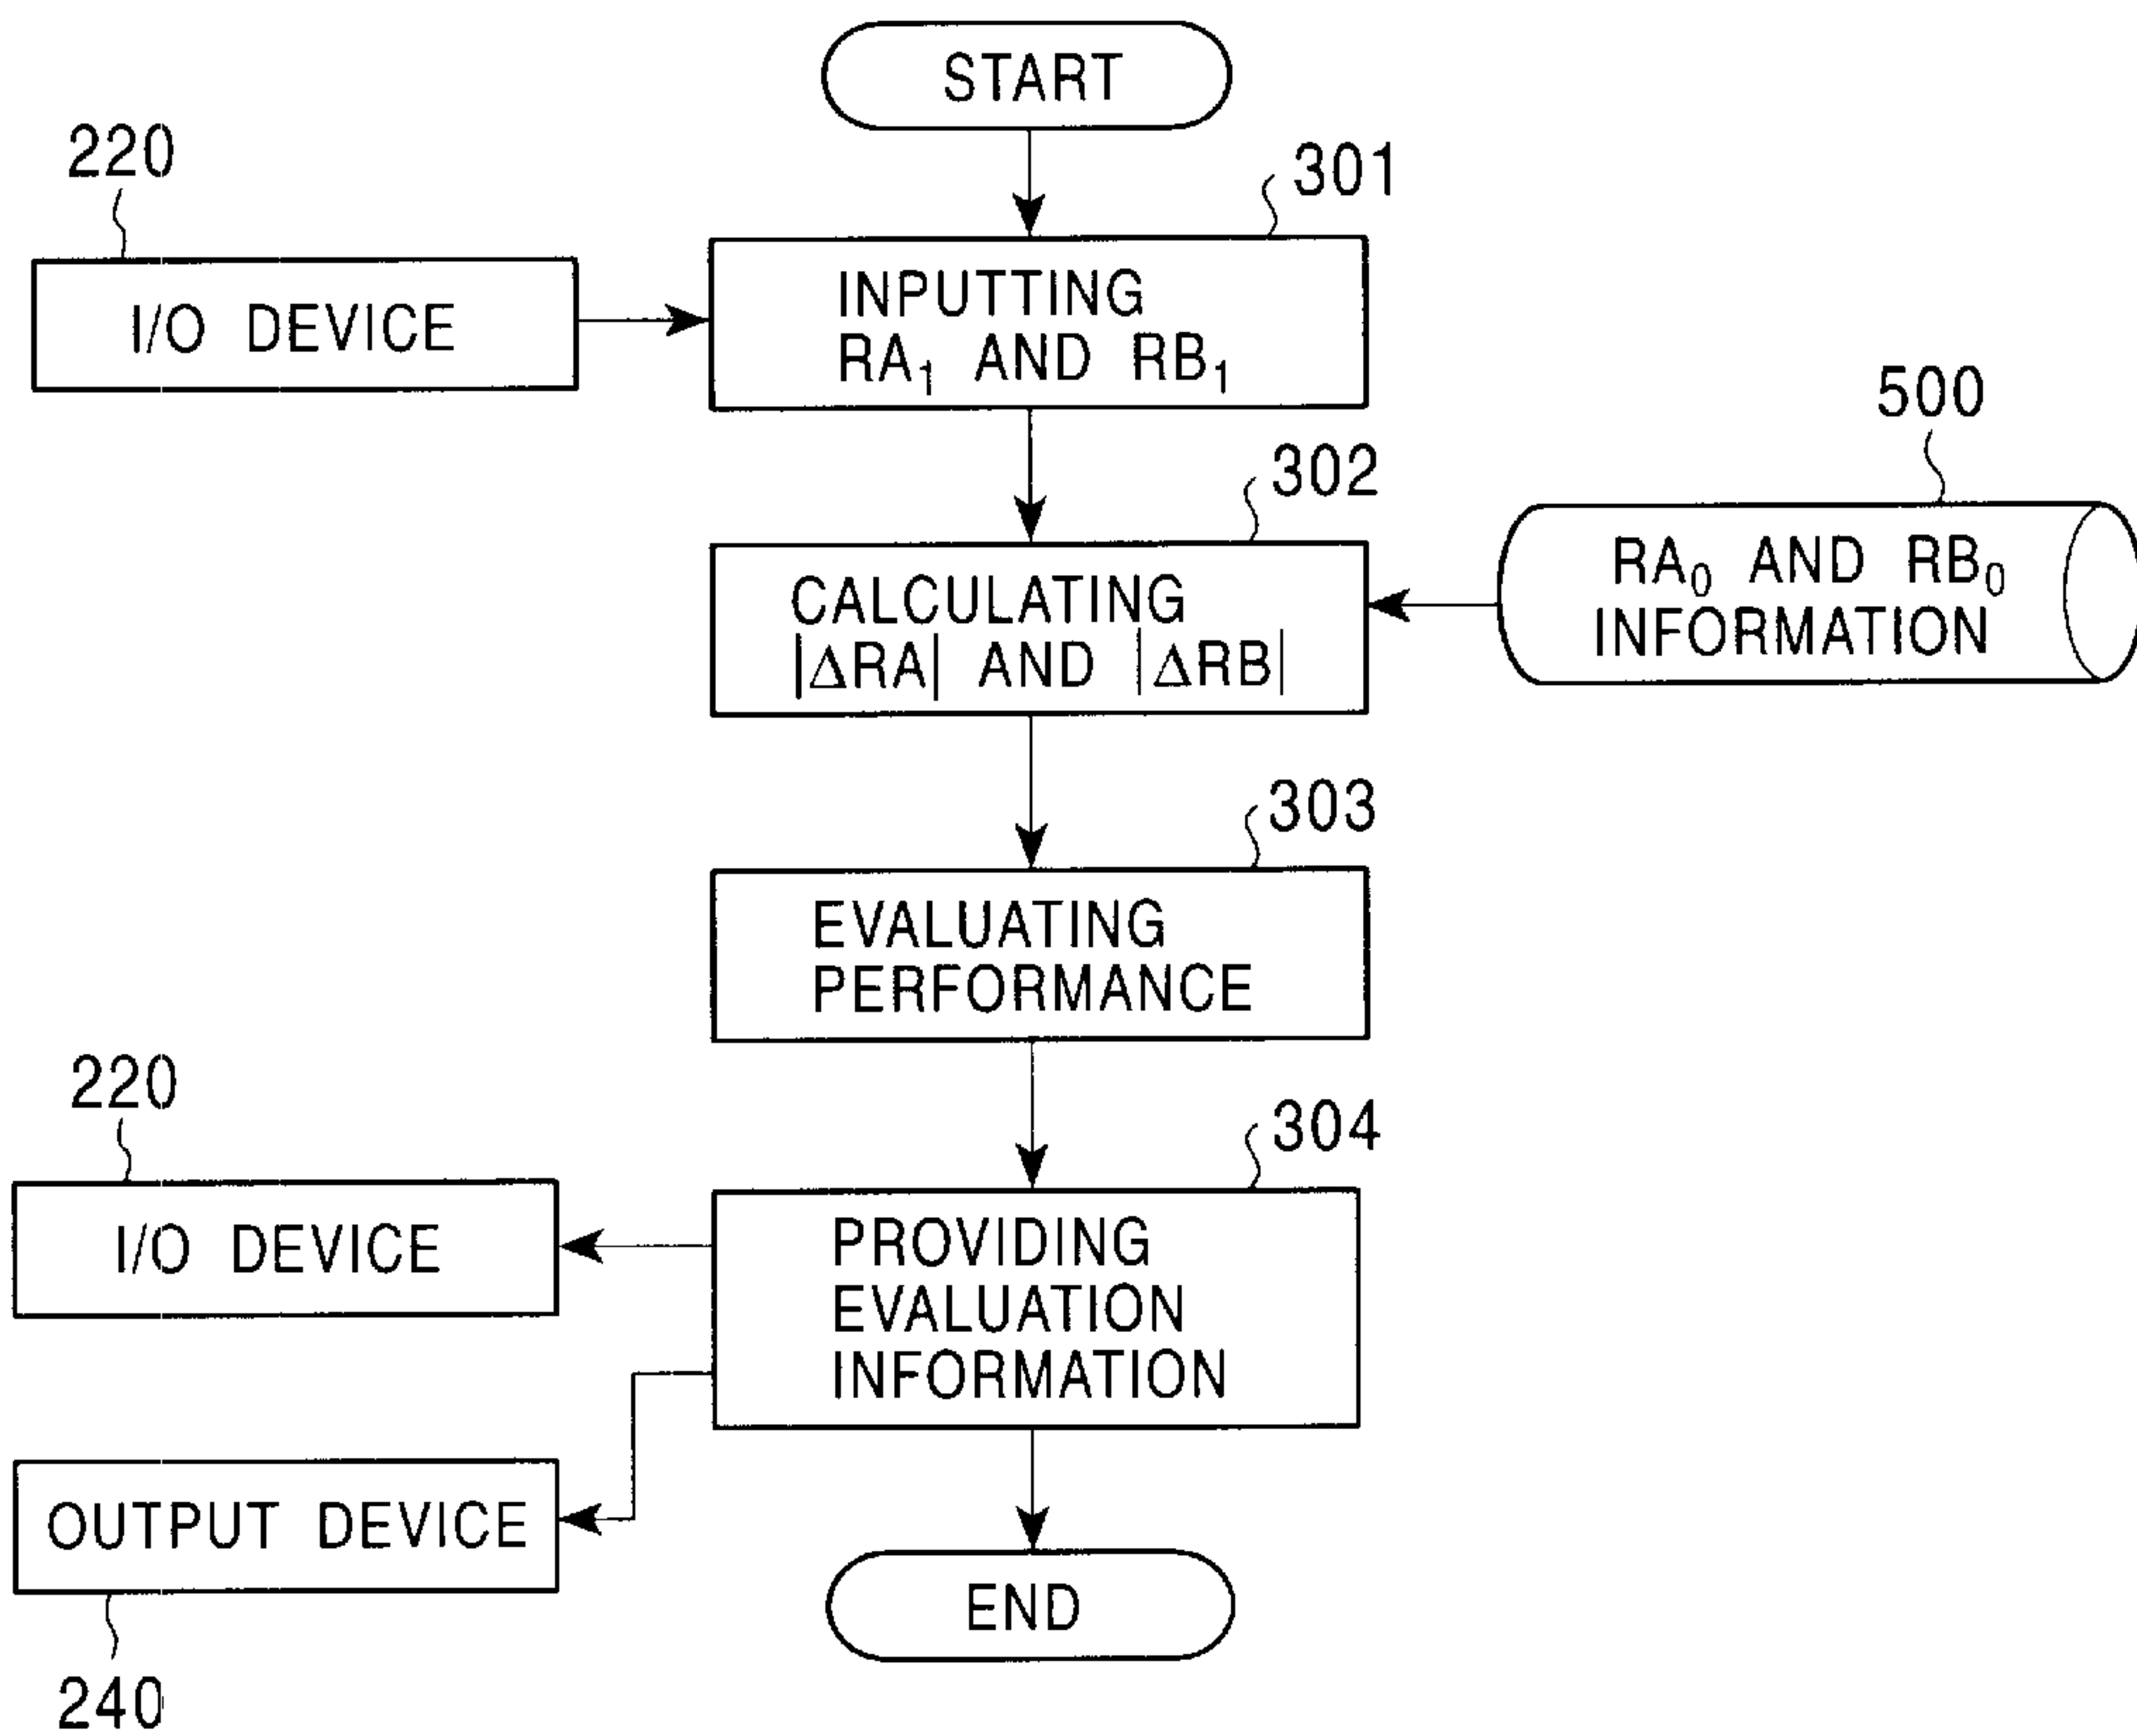 START
220
301
I/O DEVICE
INPUTTING
RA₁ AND RB₁
500
302
CALCULATING
|ΔRA| AND |ΔRB|
RA₀ AND RB₀
INFORMATION
303
EVALUATING
PERFORMANCE
220
304
I/O DEVICE
PROVIDING
EVALUATION
INFORMATION
OUTPUT DEVICE
END
240